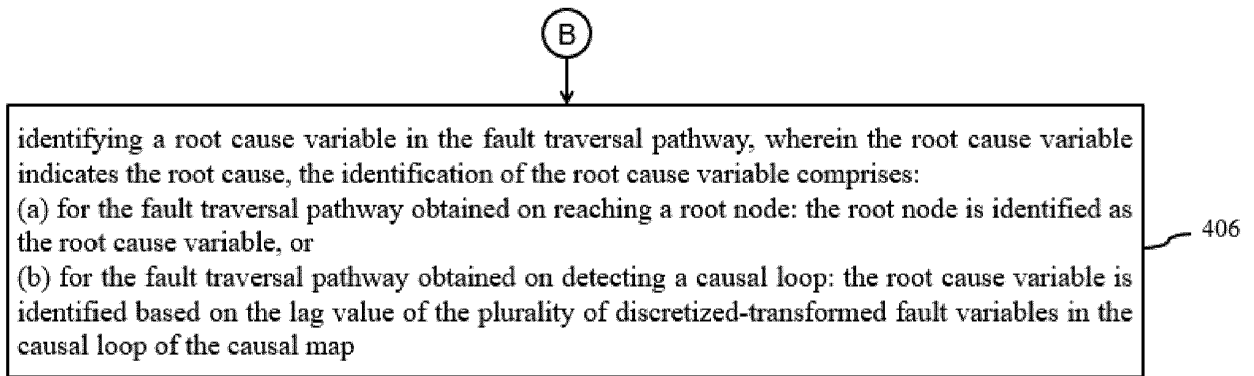 B
identifying a root cause variable in the fault traversal pathway, wherein the root cause variable
indicates the root cause, the identification of the root cause variable comprises:
(a) for the fault traversal pathway obtained on reaching a root node: the root node is identified as
the root cause variable, or
(b) for the fault traversal pathway obtained on detecting a causal loop: the root cause variable is
identified based on the lag value of the plurality of discretized-transformed fault variables in the
causal loop of the causal map
406